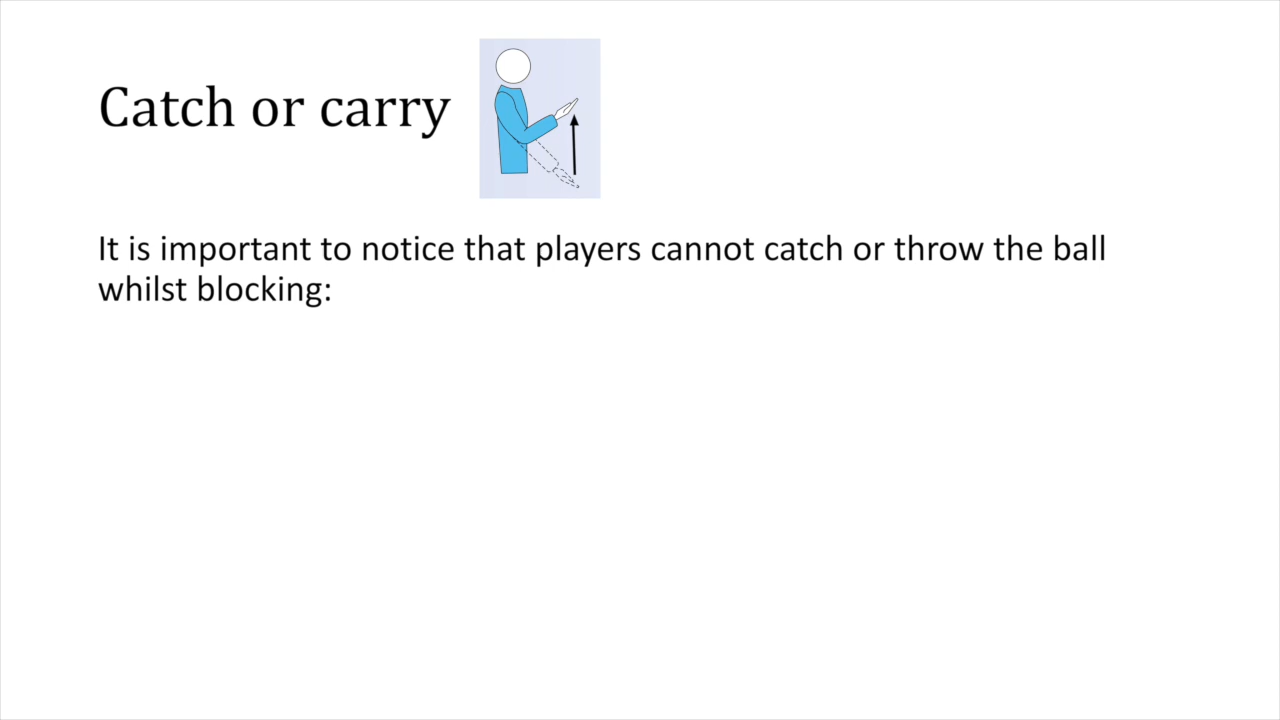 Catch or carry
It is important to notice that players cannot catch or throw the ball
whilst blocking: